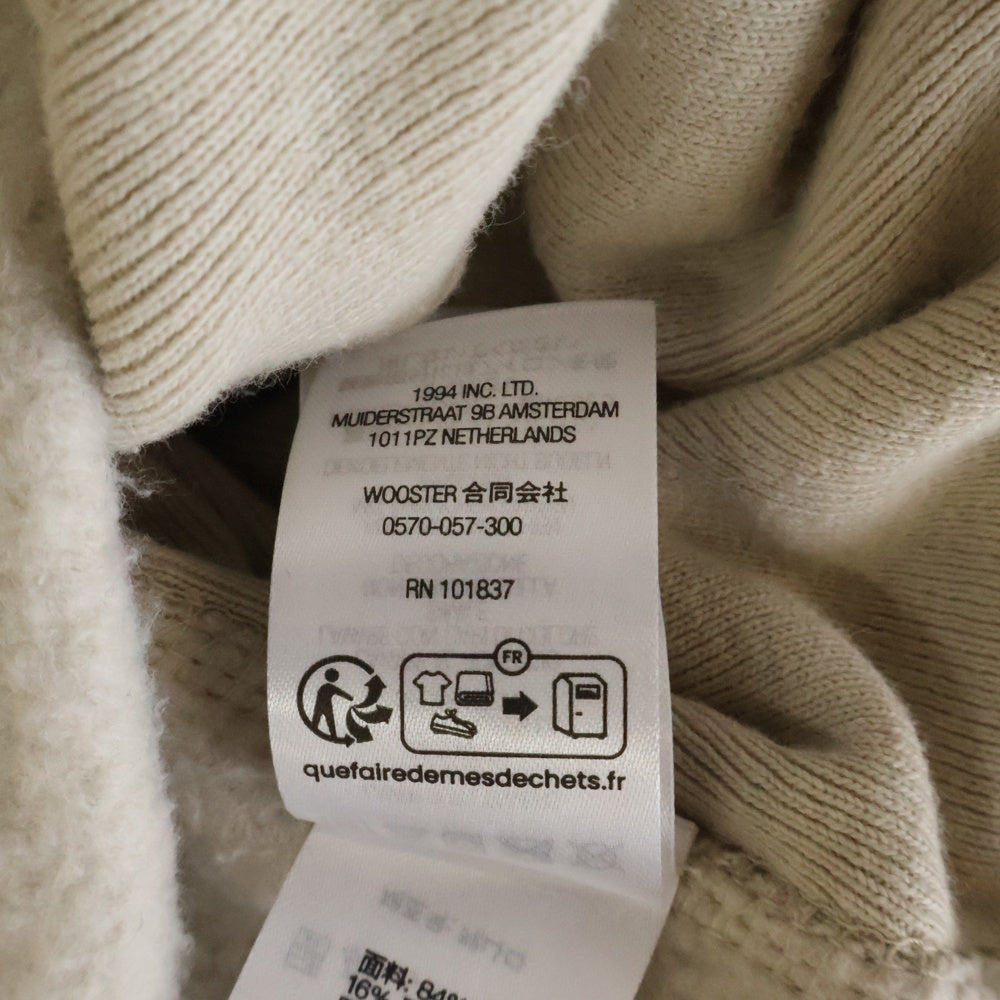 1994 INC. LTD.
MUIDERSTRAAT 9B AMSTERDAM
1011PZ NETHERLANDS
WOOSTER 合同会社
0570-057-300
RN 101837
FR
quefairedemesdechets.fr
面料: 84%
16%